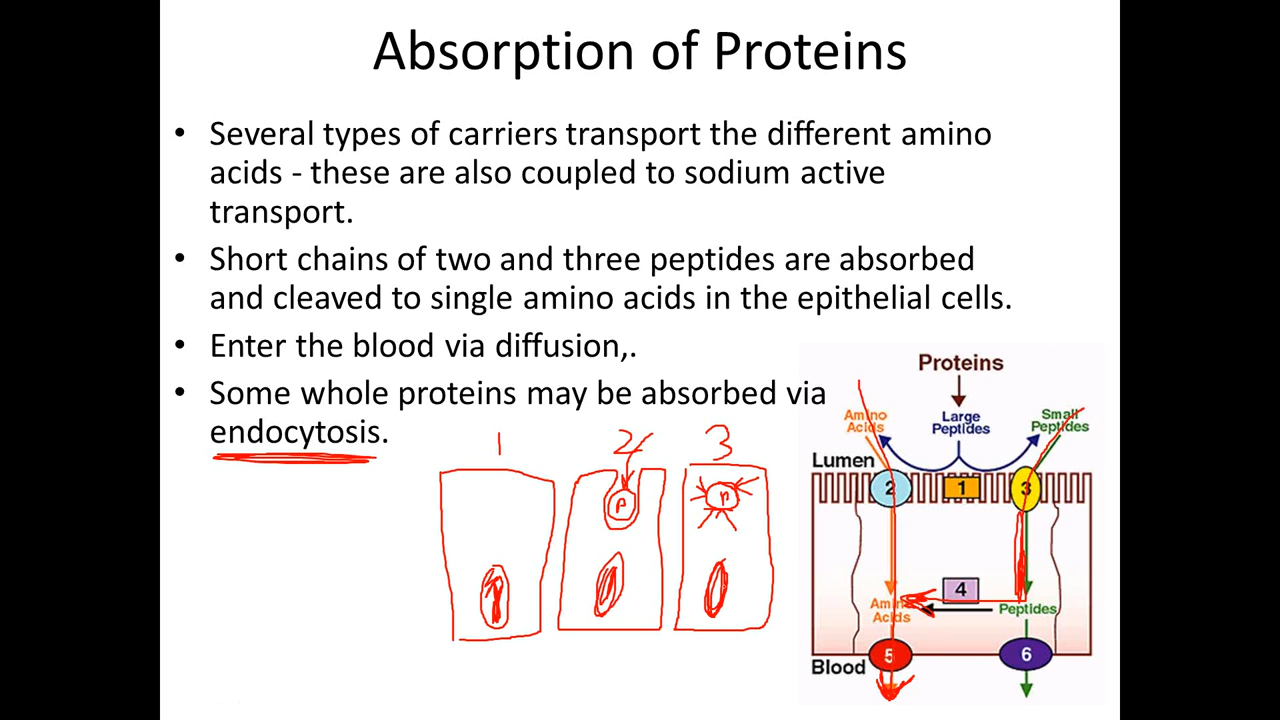 Absorption of Proteins
• Several types of carriers transport the different amino
acids - these are also coupled to sodium active
transport.
• Short chains of two and three peptides are absorbed
and cleaved to single amino acids in the epithelial cells.
• Enter the blood via diffusion,.
• Some whole proteins may be absorbed via
endocytosis.
1 2 3
P P
Proteins
Amino
Acids
Large
Peptides
Small
Peptides
Lumen
2 1 3
4
Amino
Acids
Peptides
Blood
5 6